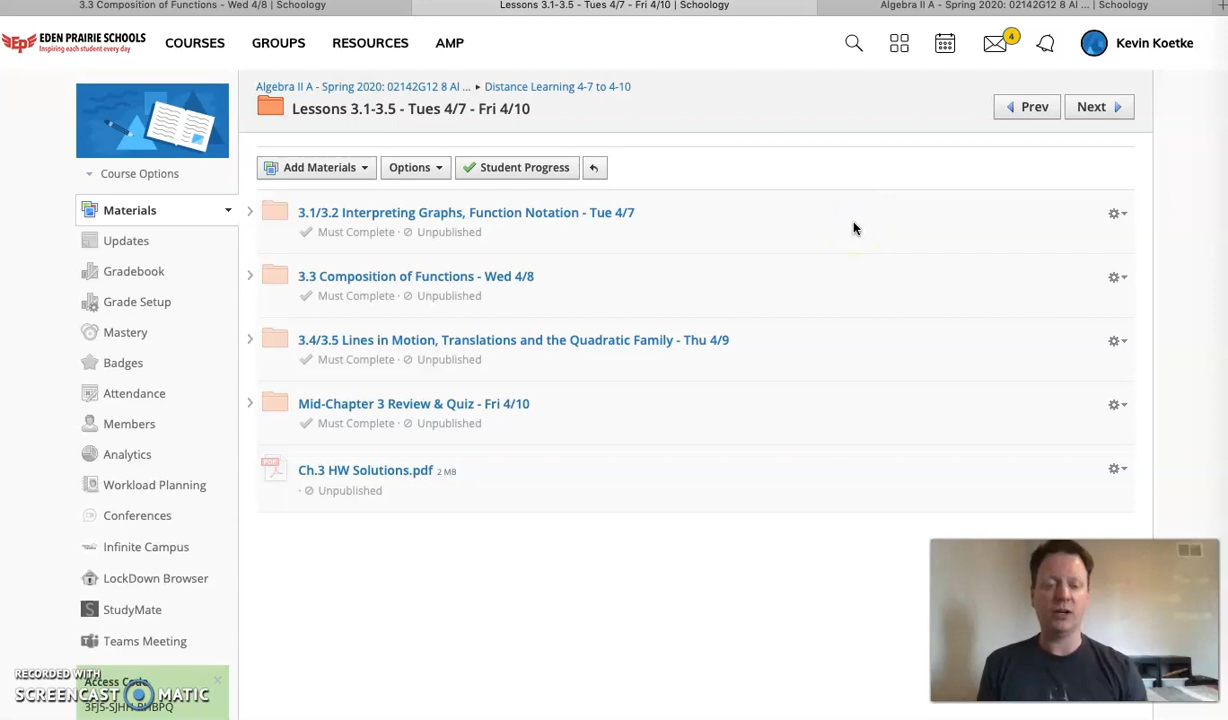 3.3 Composition of Functions - Wed 4/8 | Schoology
Lessons 3.1-3.5 - Tues 4/7 - Fri 4/10 | Schoology
Algebra II A - Spring 2020: 02142G12 8 Al ... | Schoology
EDEN PRAIRIE SCHOOLS
Inspiring each student every day
COURSES
GROUPS
RESOURCES
AMP
4
Kevin Koetke
Algebra II A - Spring 2020: 02142G12 8 Al ... ▸ Distance Learning 4-7 to 4-10
Lessons 3.1-3.5 - Tues 4/7 - Fri 4/10
Prev
Next
Course Options
Add Materials
Options
Student Progress
Materials
Updates
Gradebook
Grade Setup
Mastery
Badges
Attendance
Members
Analytics
Workload Planning
Conferences
Infinite Campus
LockDown Browser
StudyMate
Teams Meeting
3.1/3.2 Interpreting Graphs, Function Notation - Tue 4/7
Must Complete · Unpublished
3.3 Composition of Functions - Wed 4/8
Must Complete · Unpublished
3.4/3.5 Lines in Motion, Translations and the Quadratic Family - Thu 4/9
Must Complete · Unpublished
Mid-Chapter 3 Review & Quiz - Fri 4/10
Must Complete · Unpublished
PDF
Ch.3 HW Solutions.pdf 2 MB
· Unpublished
Access Code
RECORDED WITH
SCREENCAST MATIC